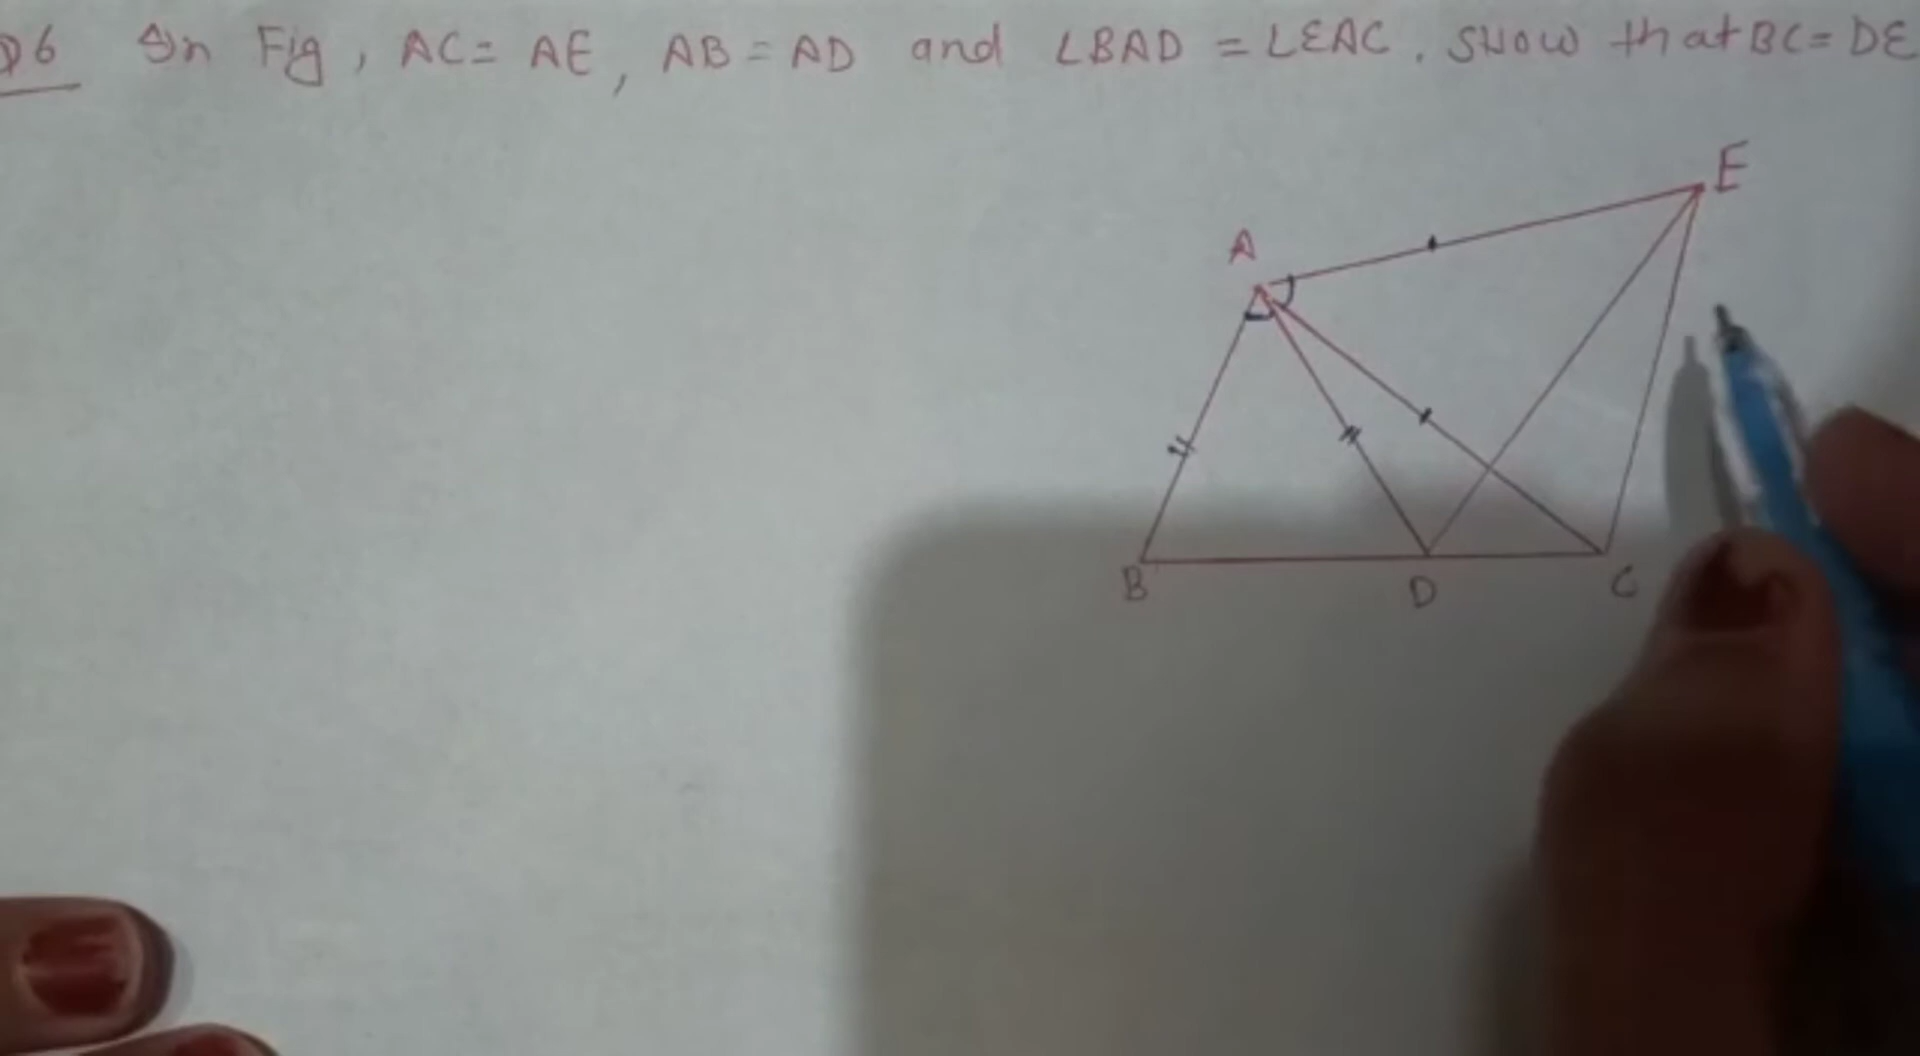 Q6 In Fig, AC= AE, AB = AD and ∠BAD = ∠EAC. Show that BC= DE
E
A
B D C